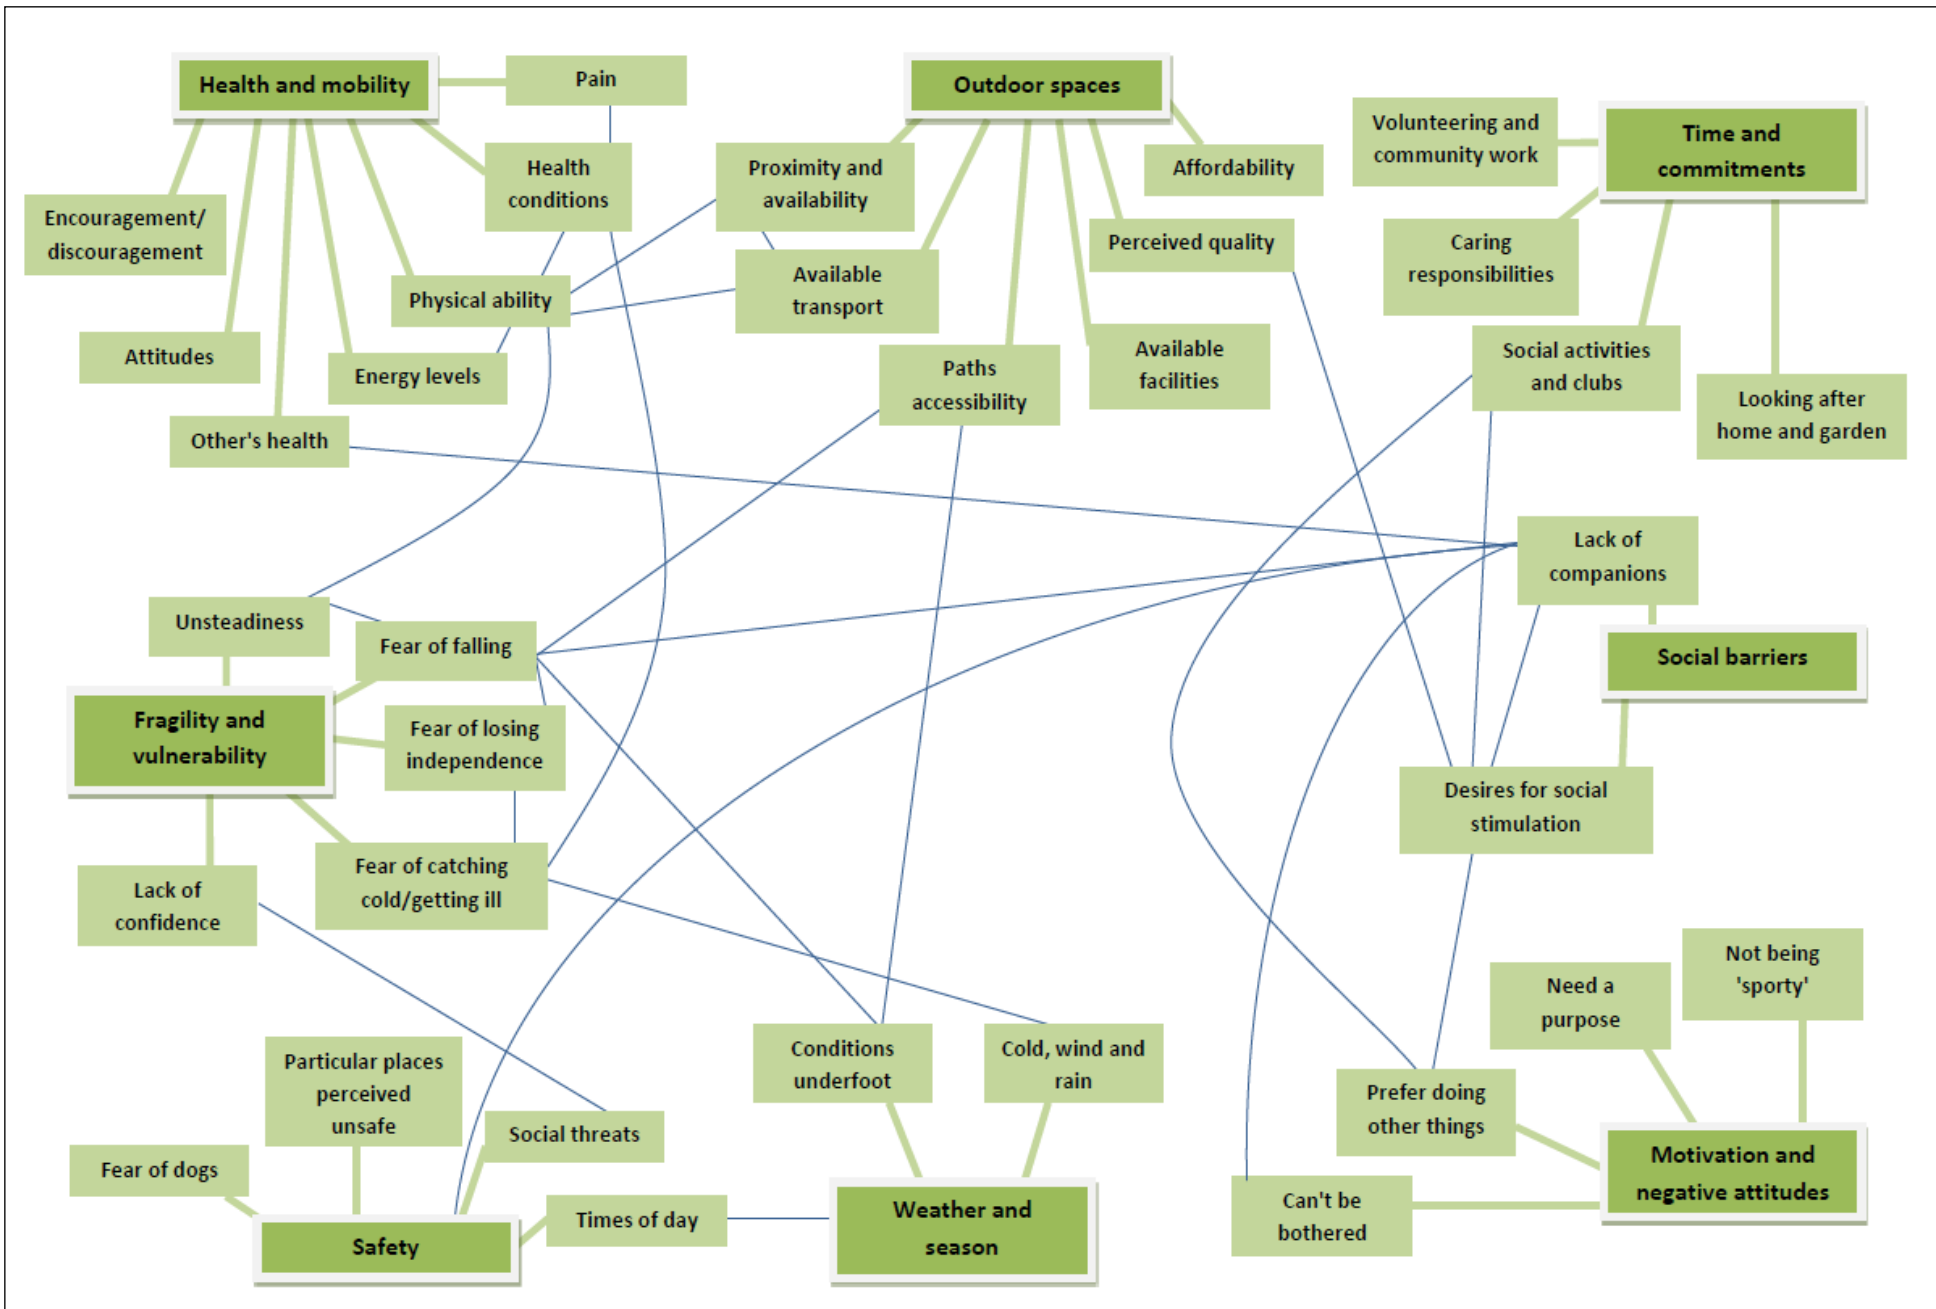 Health and mobility
Pain
Health
conditions
Encouragement/
discouragement
Physical ability
Attitudes
Energy levels
Other's health
Outdoor spaces
Proximity and
availability
Affordability
Perceived quality
Available
transport
Available
facilities
Paths
accessibility
Time and
commitments
Volunteering and
community work
Caring
responsibilities
Social activities
and clubs
Looking after
home and garden
Lack of
companions
Social barriers
Desires for social
stimulation
Unsteadiness
Fear of falling
Fragility and
vulnerability
Fear of losing
independence
Fear of catching
cold/getting ill
Lack of
confidence
Particular places
perceived
unsafe
Social threats
Fear of dogs
Times of day
Safety
Conditions
underfoot
Cold, wind and
rain
Weather and
season
Not being
'sporty'
Need a
purpose
Prefer doing
other things
Motivation and
negative attitudes
Can't be
bothered